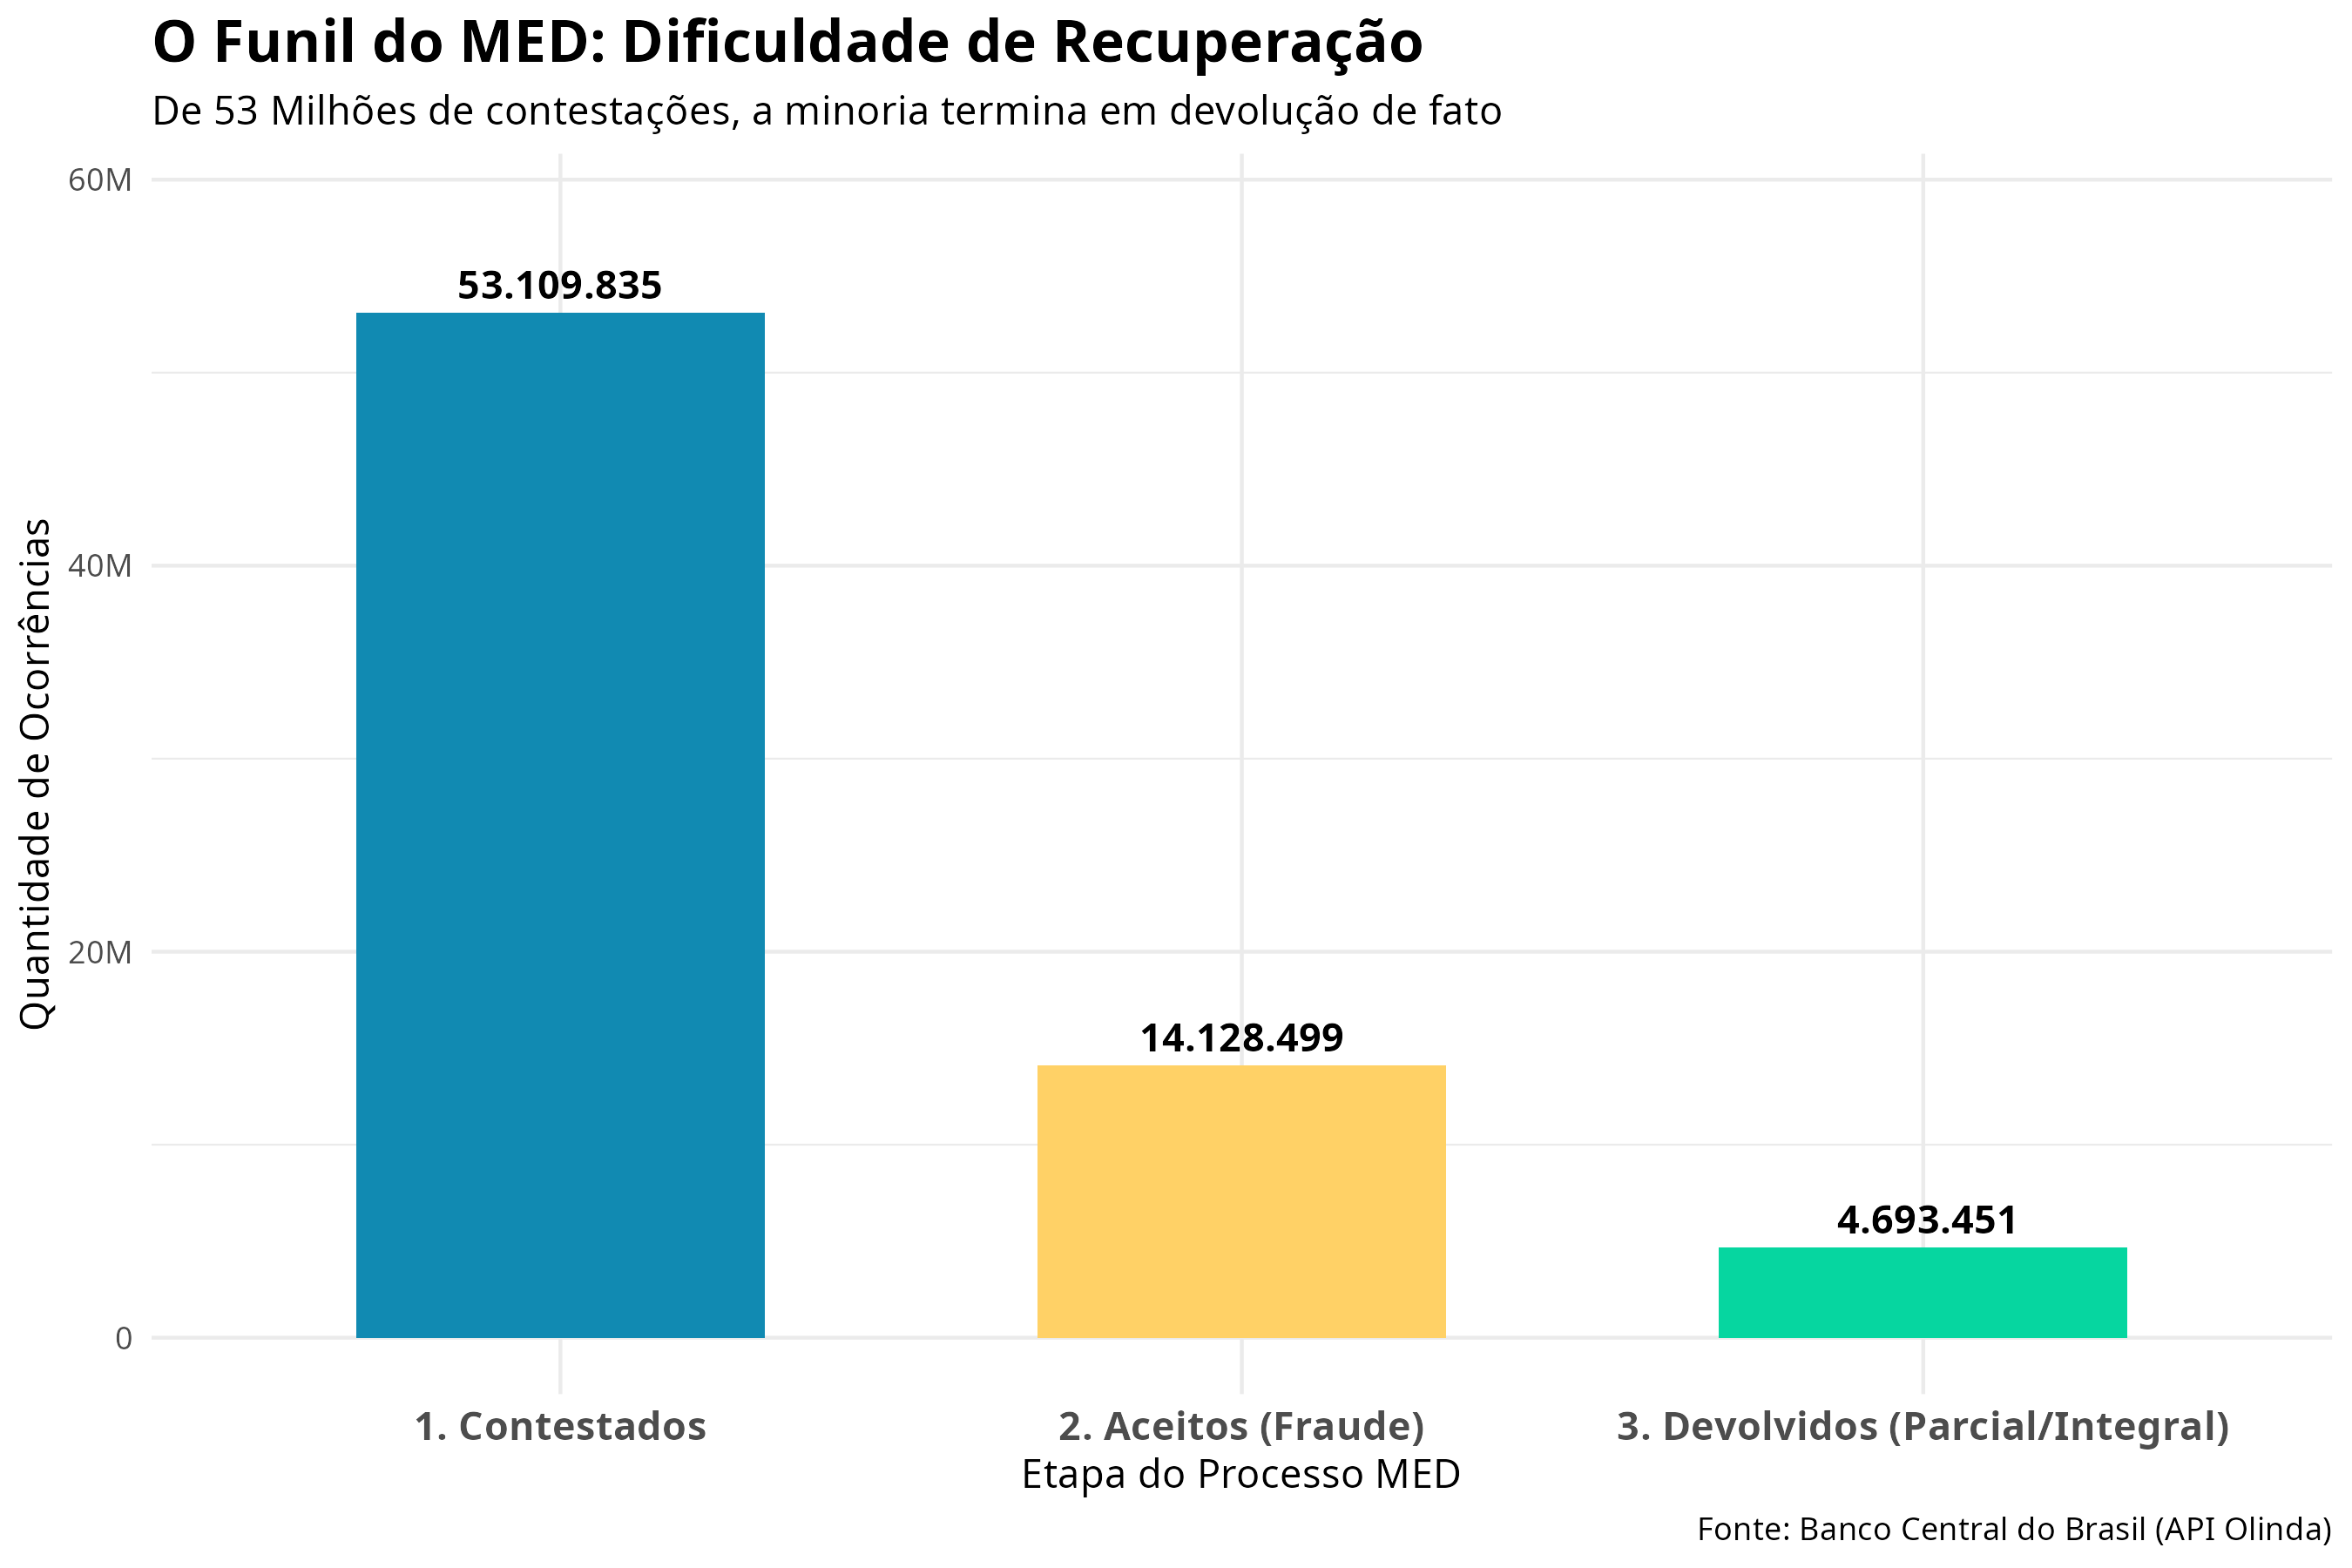 O Funil do MED: Dificuldade de Recuperação
De 53 Milhões de contestações, a minoria termina em devolução de fato
Quantidade de Ocorrências
60M
40M
20M
0
53.109.835
14.128.499
4.693.451
1. Contestados
2. Aceitos (Fraude)
3. Devolvidos (Parcial/Integral)
Etapa do Processo MED
Fonte: Banco Central do Brasil (API Olinda)